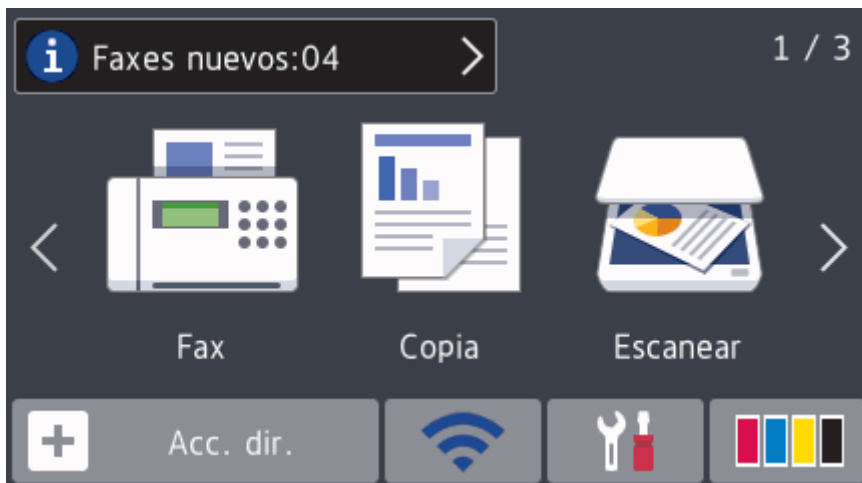 Faxes nuevos:04
1 / 3
Fax
Copia
Escanear
Acc. dir.